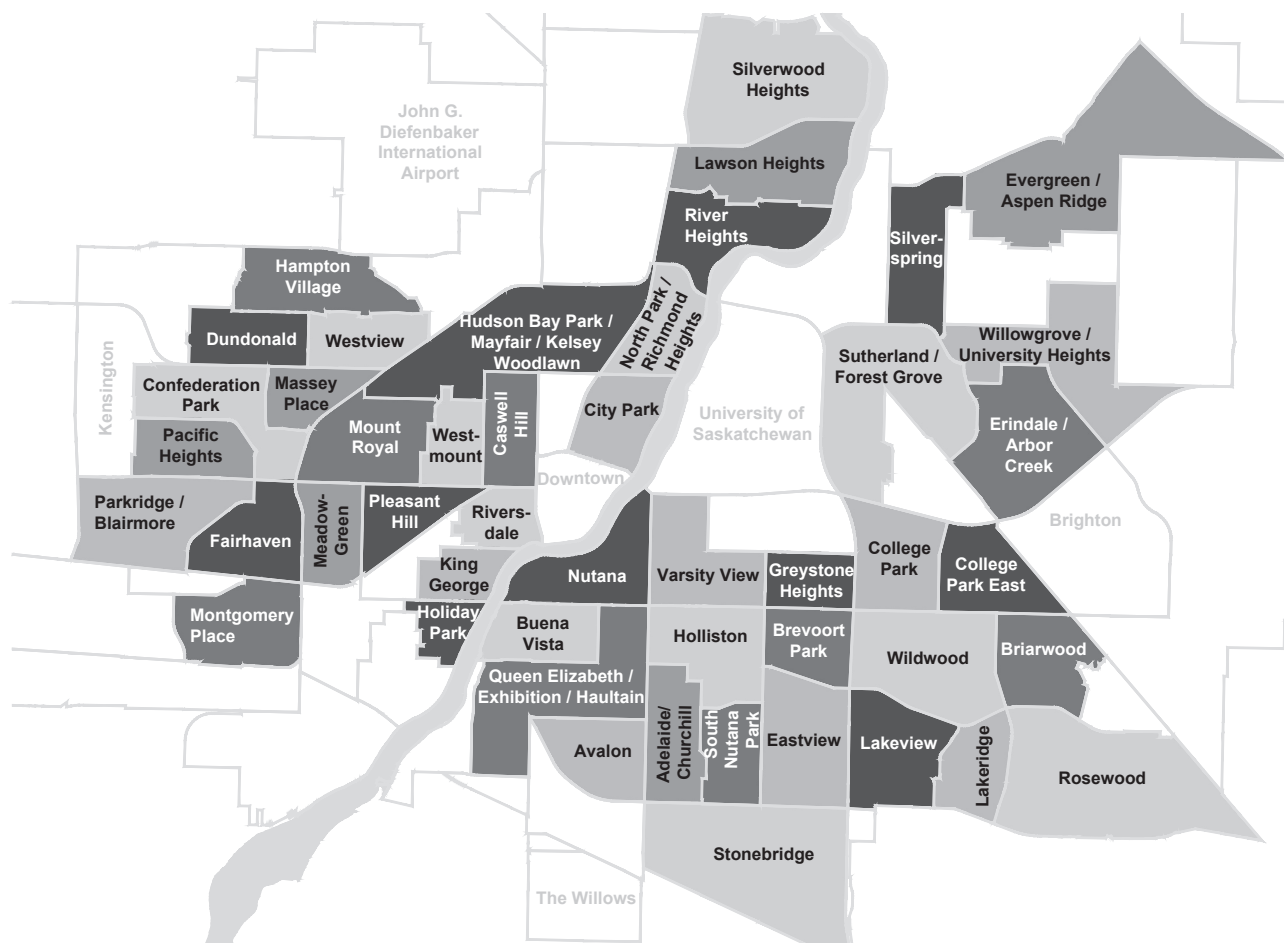 Silverwood
Heights
John G.
Diefenbaker
International
Airport
Lawson Heights
Evergreen /
Aspen Ridge
River
Heights
Silver-
spring
Hampton
Village
Hudson Bay Park /
Mayfair / Kelsey
Woodlawn
North Park /
Richmond
Heights
Dundonald
Westview
Willowgrove /
University Heights
Sutherland /
Forest Grove
Kensington
Confederation
Park
Massey
Place
Caswell
Hill
City Park
University of
Saskatchewan
Mount
Royal
West-
mount
Pacific
Heights
Erindale /
Arbor
Creek
Downtown
Parkridge /
Blairmore
Pleasant
Hill
Rivers-
dale
Fairhaven
Meadow-
Green
Brighton
King
George
Nutana
Varsity View
Greystone
Heights
College
Park
College
Park East
Montgomery
Place
Holiday
Park
Buena
Vista
Holliston
Brevoort
Park
Wildwood
Briarwood
Queen Elizabeth /
Exhibition / Haultain
Avalon
Adelaide/
Churchill
South
Nutana
Park
Eastview
Lakeview
Lakeridge
Rosewood
Stonebridge
The Willows